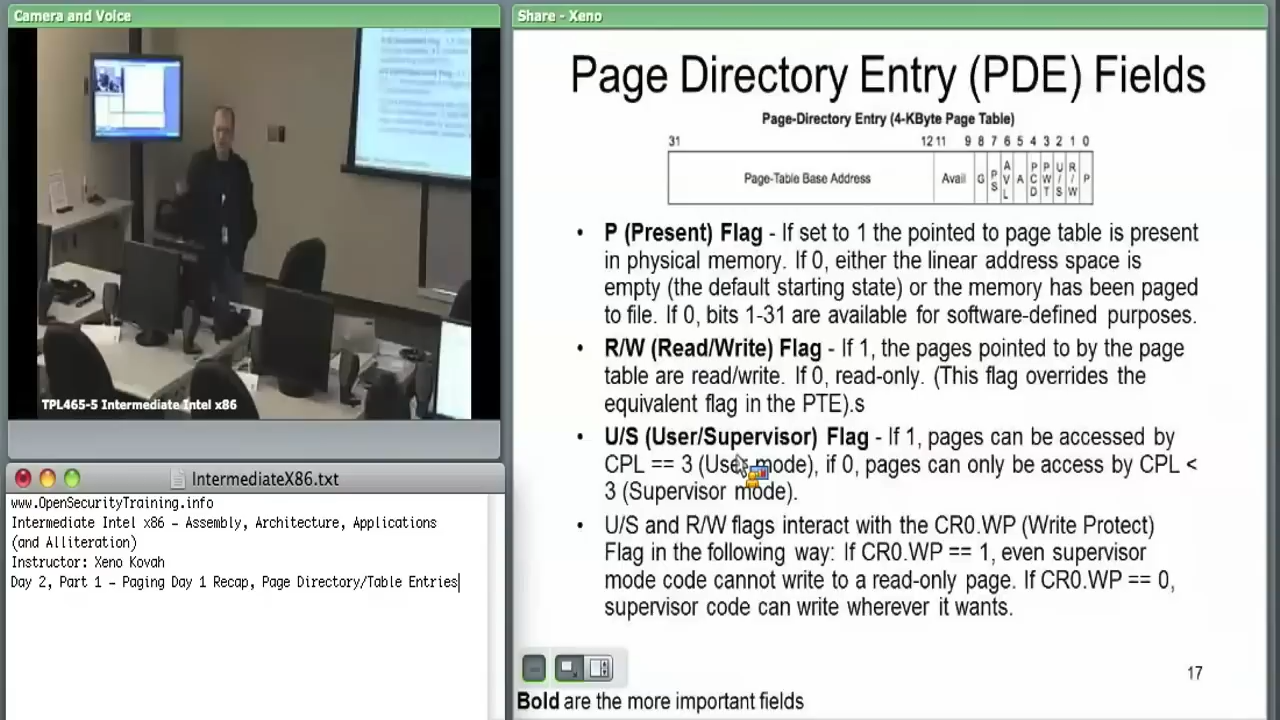 Camera and Voice
TPL465-5 Intermediate Intel x86
IntermediateX86.txt
www.OpenSecurityTraining.info
Intermediate Intel x86 – Assembly, Architecture, Applications
(and Alliteration)
Instructor: Xeno Kovah
Day 2, Part 1 – Paging Day 1 Recap, Page Directory/Table Entries
Share - Xeno
Page Directory Entry (PDE) Fields
Page-Directory Entry (4-KByte Page Table)
31 12 11 9 8 7 6 5 4 3 2 1 0
Page-Table Base Address Avail G PS AVL A PCD PWT U/S R/W P
• P (Present) Flag - If set to 1 the pointed to page table is present
in physical memory. If 0, either the linear address space is
empty (the default starting state) or the memory has been paged
to file. If 0, bits 1-31 are available for software-defined purposes.
• R/W (Read/Write) Flag - If 1, the pages pointed to by the page
table are read/write. If 0, read-only. (This flag overrides the
equivalent flag in the PTE).s
• U/S (User/Supervisor) Flag - If 1, pages can be accessed by
CPL == 3 (User mode), if 0, pages can only be access by CPL <
3 (Supervisor mode).
• U/S and R/W flags interact with the CR0.WP (Write Protect)
Flag in the following way: If CR0.WP == 1, even supervisor
mode code cannot write to a read-only page. If CR0.WP == 0,
supervisor code can write wherever it wants.
17
Bold are the more important fields